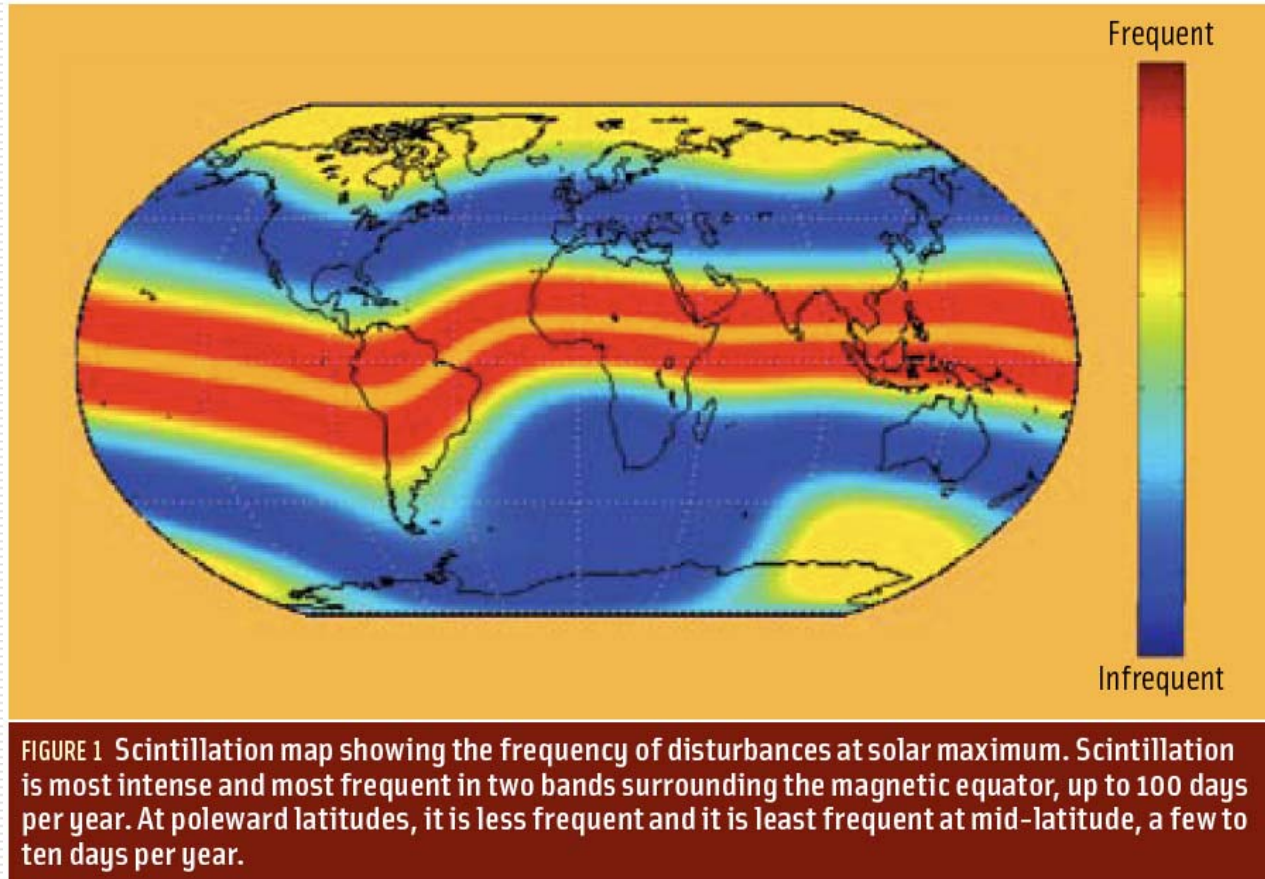 Frequent
Infrequent
FIGURE 1 Scintillation map showing the frequency of disturbances at solar maximum. Scintillation
is most intense and most frequent in two bands surrounding the magnetic equator, up to 100 days
per year. At poleward latitudes, it is less frequent and it is least frequent at mid-latitude, a few to
ten days per year.